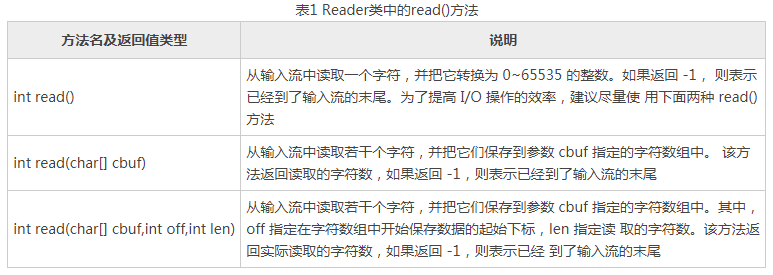 表1 Reader类中的read()方法
方法名及返回值类型 说明
int read()
从输入流中读取一个字符，并把它转换为 0~65535 的整数。如果返回 -1， 则表示
已经到了输入流的末尾。为了提高 I/O 操作的效率，建议尽量使 用下面两种 read()
方法
int read(char[] cbuf)
从输入流中读取若干个字符，并把它们保存到参数 cbuf 指定的字符数组中。 该方
法返回读取的字符数，如果返回 -1，则表示已经到了输入流的末尾
int read(char[] cbuf,int off,int len)
从输入流中读取若干个字符，并把它们保存到参数 cbuf 指定的字符数组中。其中，
off 指定在字符数组中开始保存数据的起始下标，len 指定读 取的字符数。该方法返
回实际读取的字符数，如果返回 -1，则表示已经 到了输入流的末尾